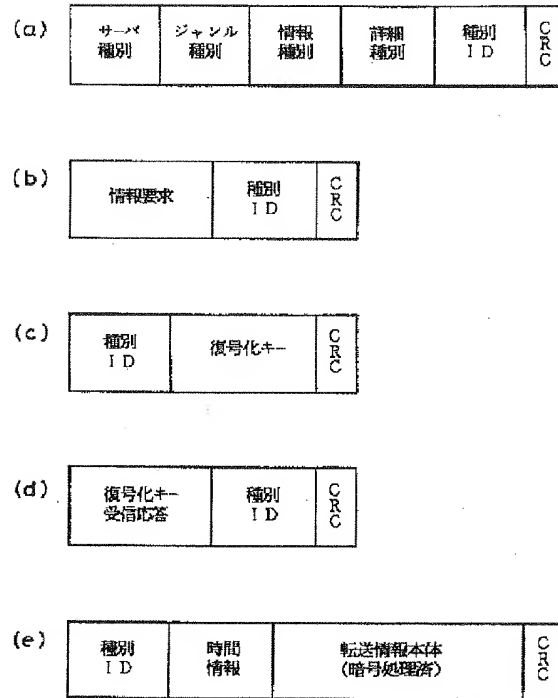 (a)
サーバ
種別
ジャンル
種別
情報
種別
詳細
種別
種別
ID
CRC
(b)
情報要求
種別
ID
CRC
(c)
種別
ID
復号化キー
CRC
(d)
復号化キー
受信応答
種別
ID
CRC
(e)
種別
ID
時間
情報
転送情報本体
(暗号処理済)
CRC